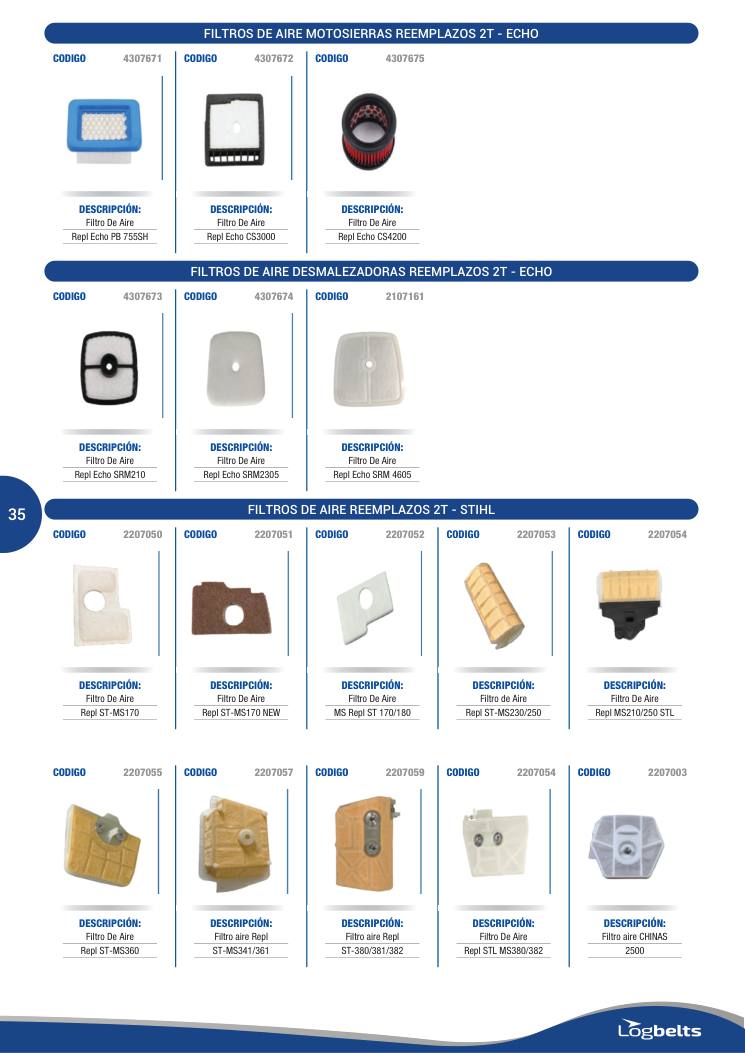 FILTROS DE AIRE MOTOSIERRAS REEMPLAZOS 2T - ECHO
CODIGO 4307671
CODIGO 4307672
CODIGO 4307675
DESCRIPCIÓN:
Filtro De Aire
Repl Echo PB 755SH
DESCRIPCIÓN:
Filtro De Aire
Repl Echo CS3000
DESCRIPCIÓN:
Filtro De Aire
Repl Echo CS4200
FILTROS DE AIRE DESMALEZADORAS REEMPLAZOS 2T - ECHO
CODIGO 4307673
CODIGO 4307674
CODIGO 2107161
DESCRIPCIÓN:
Filtro De Aire
Repl Echo SRM210
DESCRIPCIÓN:
Filtro De Aire
Repl Echo SRM2305
DESCRIPCIÓN:
Filtro De Aire
Repl Echo SRM 4605
35
FILTROS DE AIRE REEMPLAZOS 2T - STIHL
CODIGO 2207050
CODIGO 2207051
CODIGO 2207052
CODIGO 2207053
CODIGO 2207054
DESCRIPCIÓN:
Filtro De Aire
Repl ST-MS170
DESCRIPCIÓN:
Filtro De Aire
Repl ST-MS170 NEW
DESCRIPCIÓN:
Filtro De Aire
MS Repl ST 170/180
DESCRIPCIÓN:
Filtro de Aire
Repl ST-MS230/250
DESCRIPCIÓN:
Filtro De Aire
Repl MS210/250 STL
CODIGO 2207055
CODIGO 2207057
CODIGO 2207059
CODIGO 2207054
CODIGO 2207003
DESCRIPCIÓN:
Filtro De Aire
Repl ST-MS360
DESCRIPCIÓN:
Filtro aire Repl
ST-MS341/361
DESCRIPCIÓN:
Filtro aire Repl
ST-380/381/382
DESCRIPCIÓN:
Filtro De Aire
Repl STL MS380/382
DESCRIPCIÓN:
Filtro aire CHINAS
2500
Logbelts